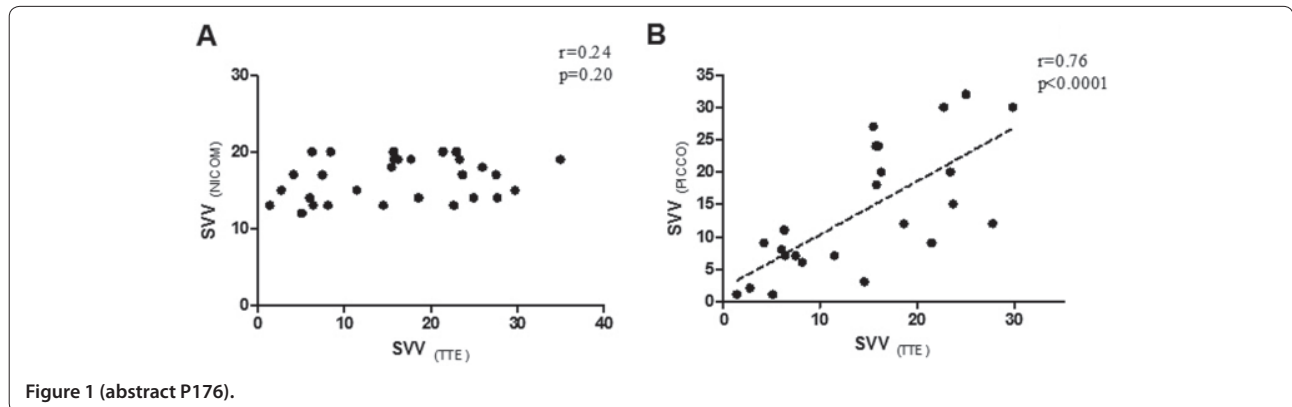 A
r=0.24
p=0.20
30
20
10
0
SVV (NICOM)
0 10 20 30 40
SVV (TTE)
B
r=0.76
p<0.0001
35
30
25
20
15
10
5
0
SVV (PICCO)
0 10 20 30
SVV (TTE)
Figure 1 (abstract P176).